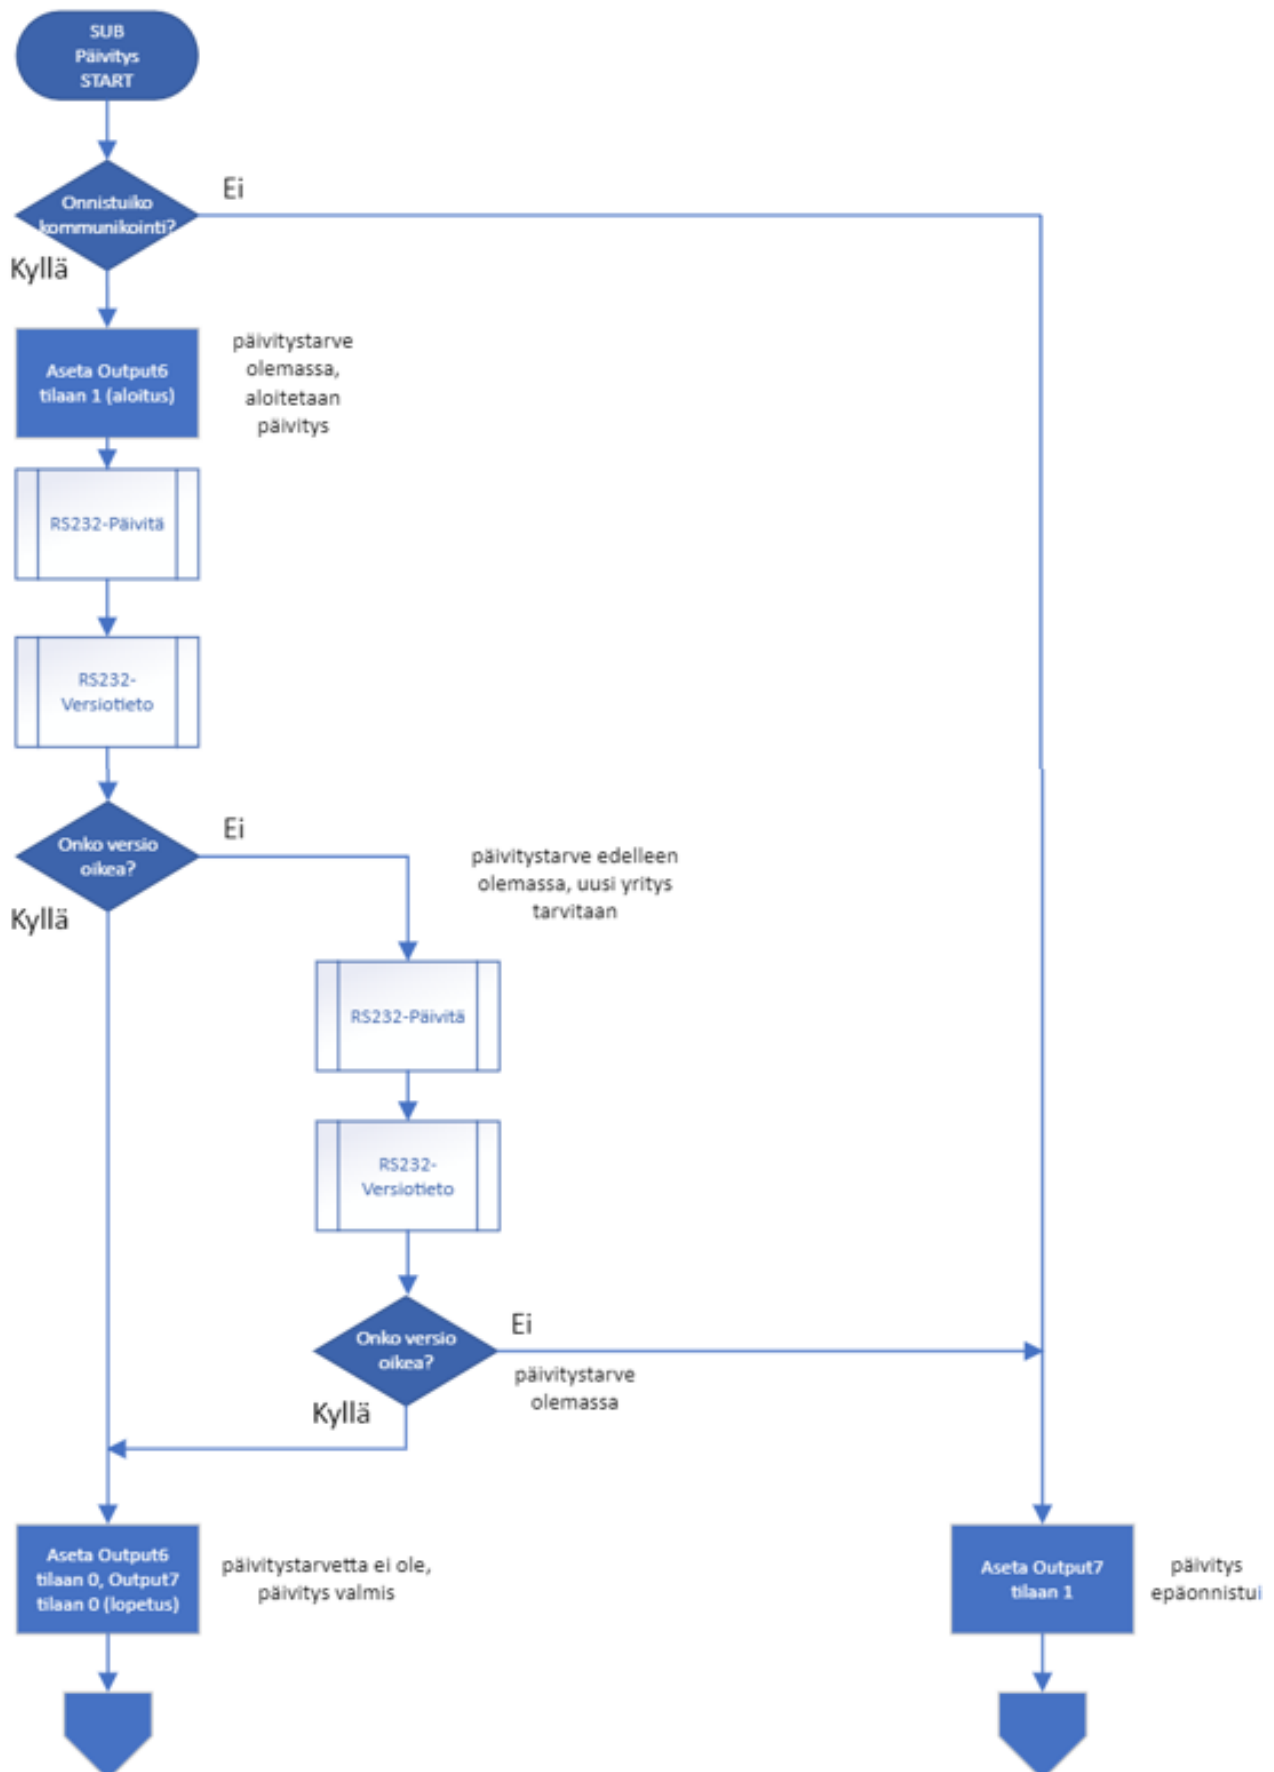 SUB
Päivitys
START
Ei
Onnistuiko
kommunikointi?
Kyllä
Aseta Output6
tilaan 1 (aloitus)
päivitystarve
olemassa,
aloitetaan
päivitys
RS232-Päivitä
RS232-
Versiotieto
Ei
Onko versio
oikea?
Kyllä
päivitystarve edelleen
olemassa, uusi yritys
tarvitaan
RS232-Päivitä
RS232-
Versiotieto
Ei
Onko versio
oikea?
päivitystarve
olemassa
Kyllä
Aseta Output6
tilaan 0, Output7
tilaan 0 (lopetus)
päivitystarvetta ei ole,
päivitys valmis
Aseta Output7
tilaan 1
päivitys
epäonnistui